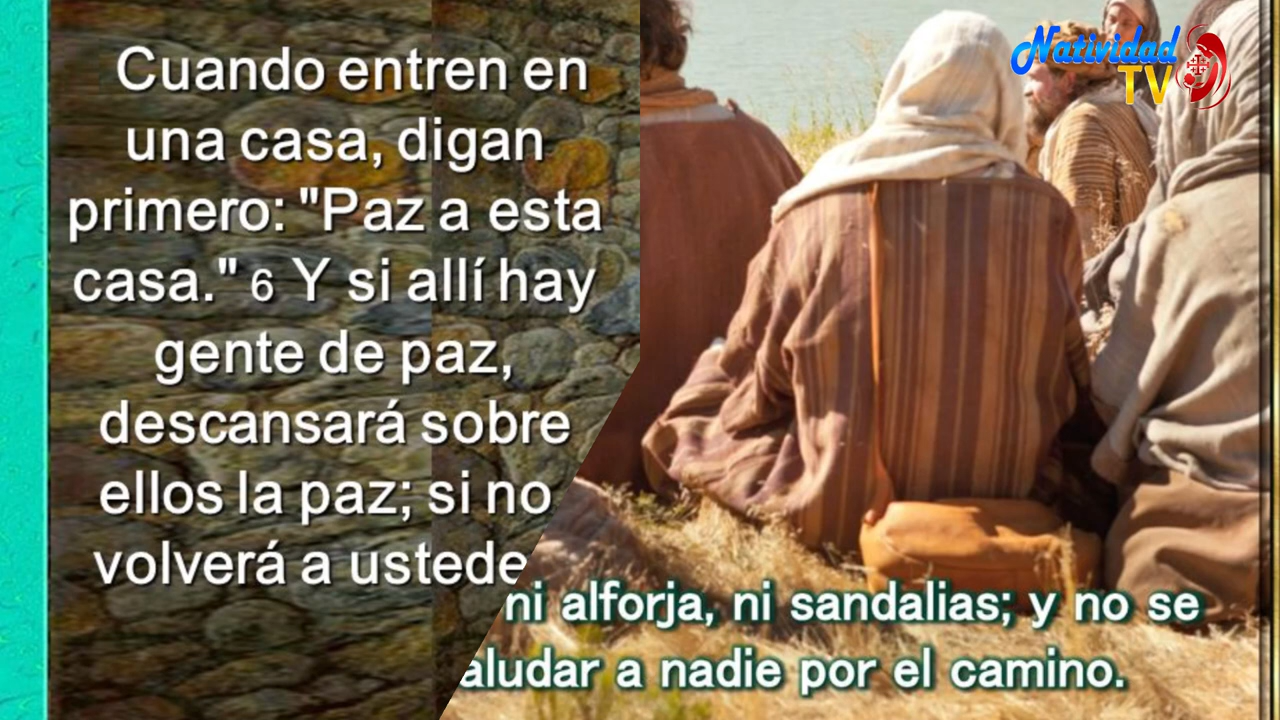 Cuando entren en
una casa, digan
primero: "Paz a esta
casa." 6 Y si allí hay
gente de paz,
descansará sobre
ellos la paz; si no
volverá a ustede
Natividad
TV
ni alforja, ni sandalias; y no se
aludar a nadie por el camino.